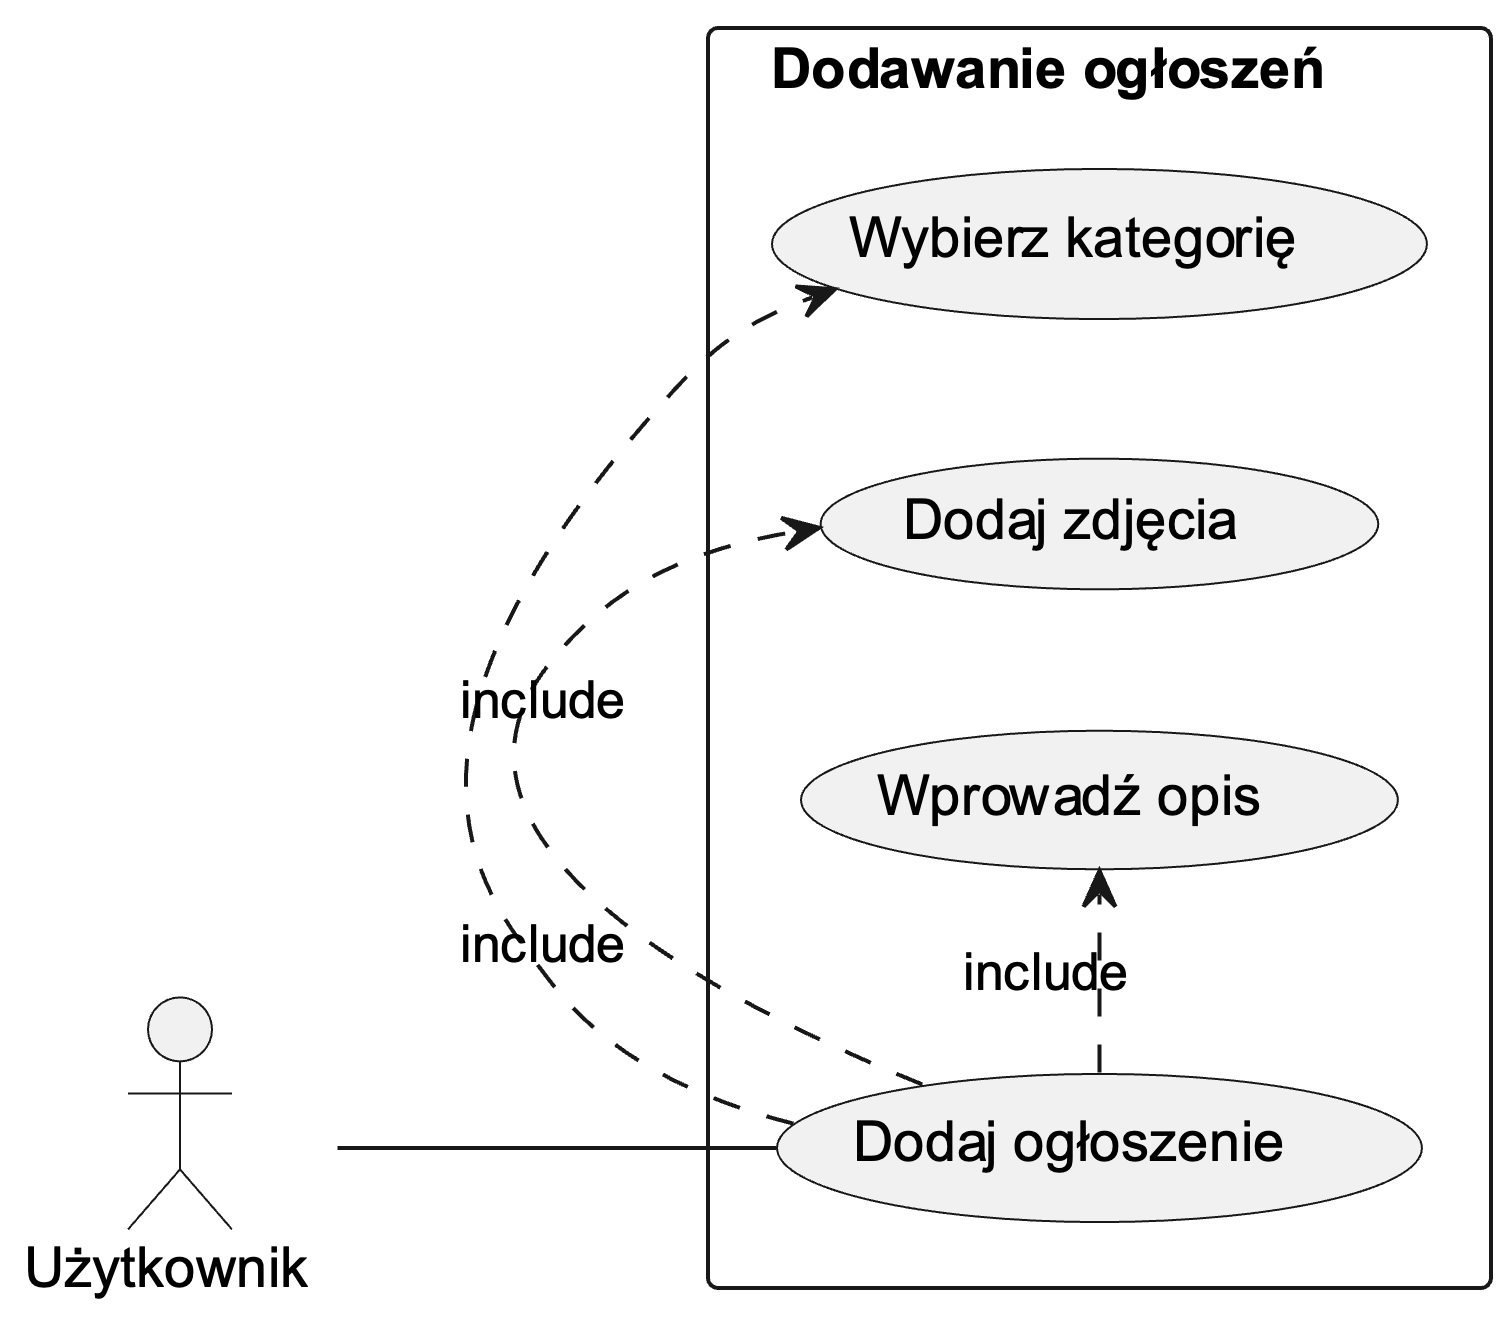 Dodawanie ogłoszeń
Wybierz kategorię
Dodaj zdjęcia
include
Wprowadź opis
include
include
Dodaj ogłoszenie
Użytkownik